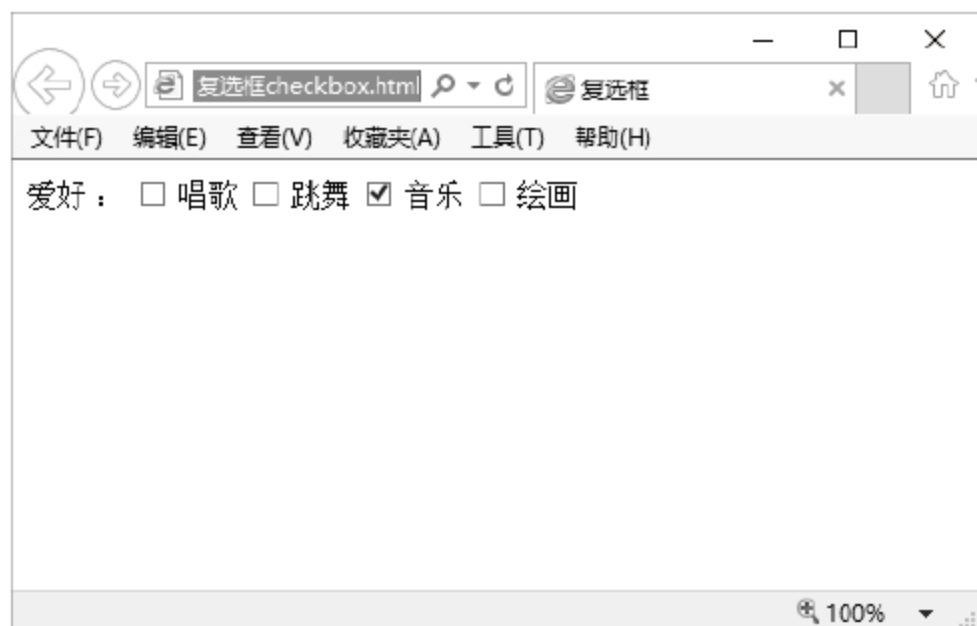 复选框checkbox.html
复选框
文件(F) 编辑(E) 查看(V) 收藏夹(A) 工具(T) 帮助(H)
爱好： 唱歌 跳舞 音乐 绘画
100%